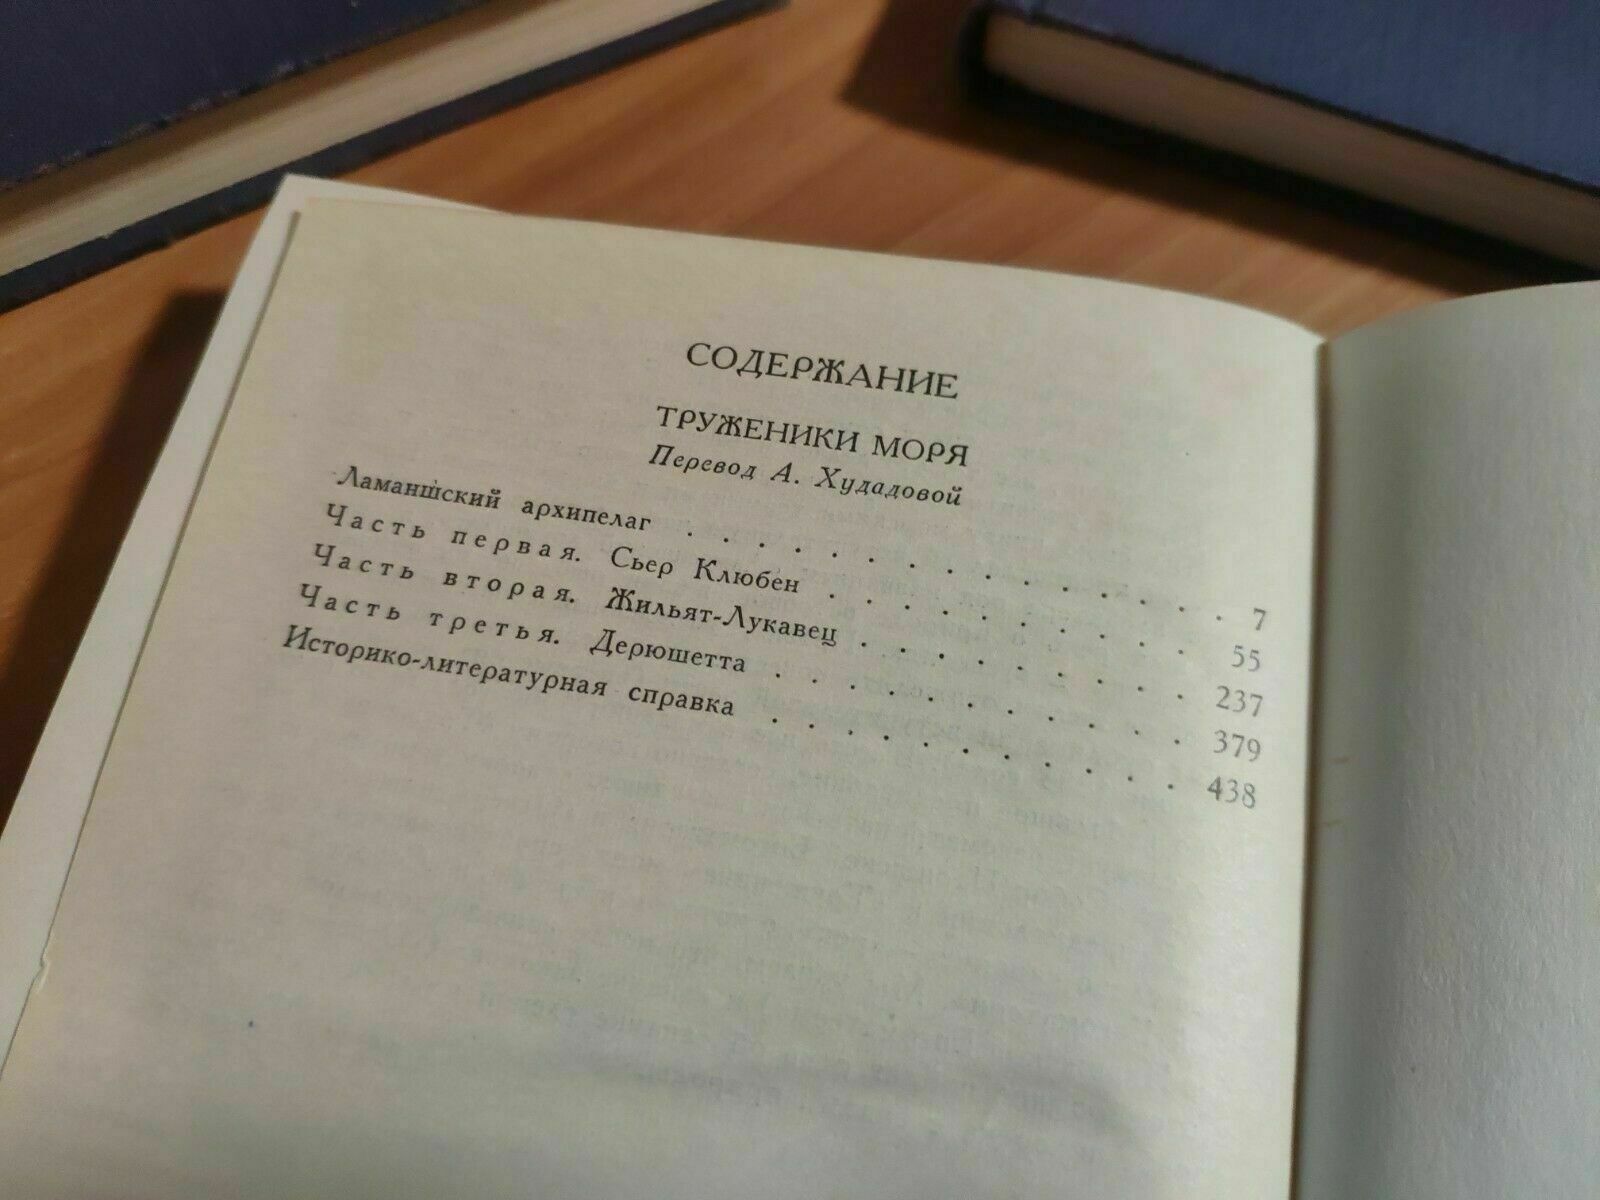 СОДЕРЖАНИЕ
ТРУЖЕНИКИ МОРЯ
Перевод А. Худадовой
Ламаншский архипелаг . . . . . . . . . . . . . . 7
Часть первая. Сьер Клюбен . . . . . . . . . . 55
Часть вторая. Жильят-Лукавец . . . . . . . . . 237
Часть третья. Дерюшетта . . . . . . . . . . . 379
Историко-литературная справка . . . . . . . . . . . 438